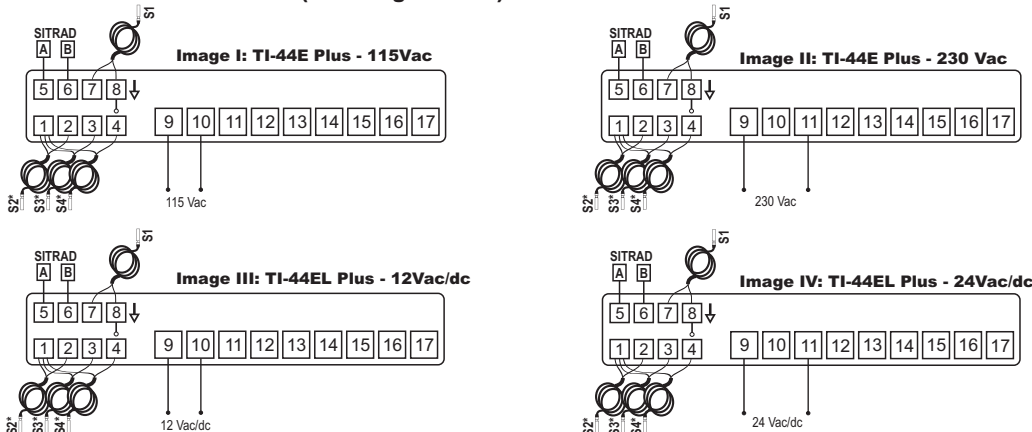 S1
SITRAD
A B
Image I: TI-44E Plus - 115Vac
5 6 7 8
1 2 3 4 9 10 11 12 13 14 15 16 17
S2* S3* S4*
115 Vac
S1
SITRAD
A B
Image II: TI-44E Plus - 230 Vac
5 6 7 8
1 2 3 4 9 10 11 12 13 14 15 16 17
S2* S3* S4*
230 Vac
S1
SITRAD
A B
Image III: TI-44EL Plus - 12Vac/dc
5 6 7 8
1 2 3 4 9 10 11 12 13 14 15 16 17
S2* S3* S4*
12 Vac/dc
S1
SITRAD
A B
Image IV: TI-44EL Plus - 24Vac/dc
5 6 7 8
1 2 3 4 9 10 11 12 13 14 15 16 17
S2* S3* S4*
24 Vac/dc